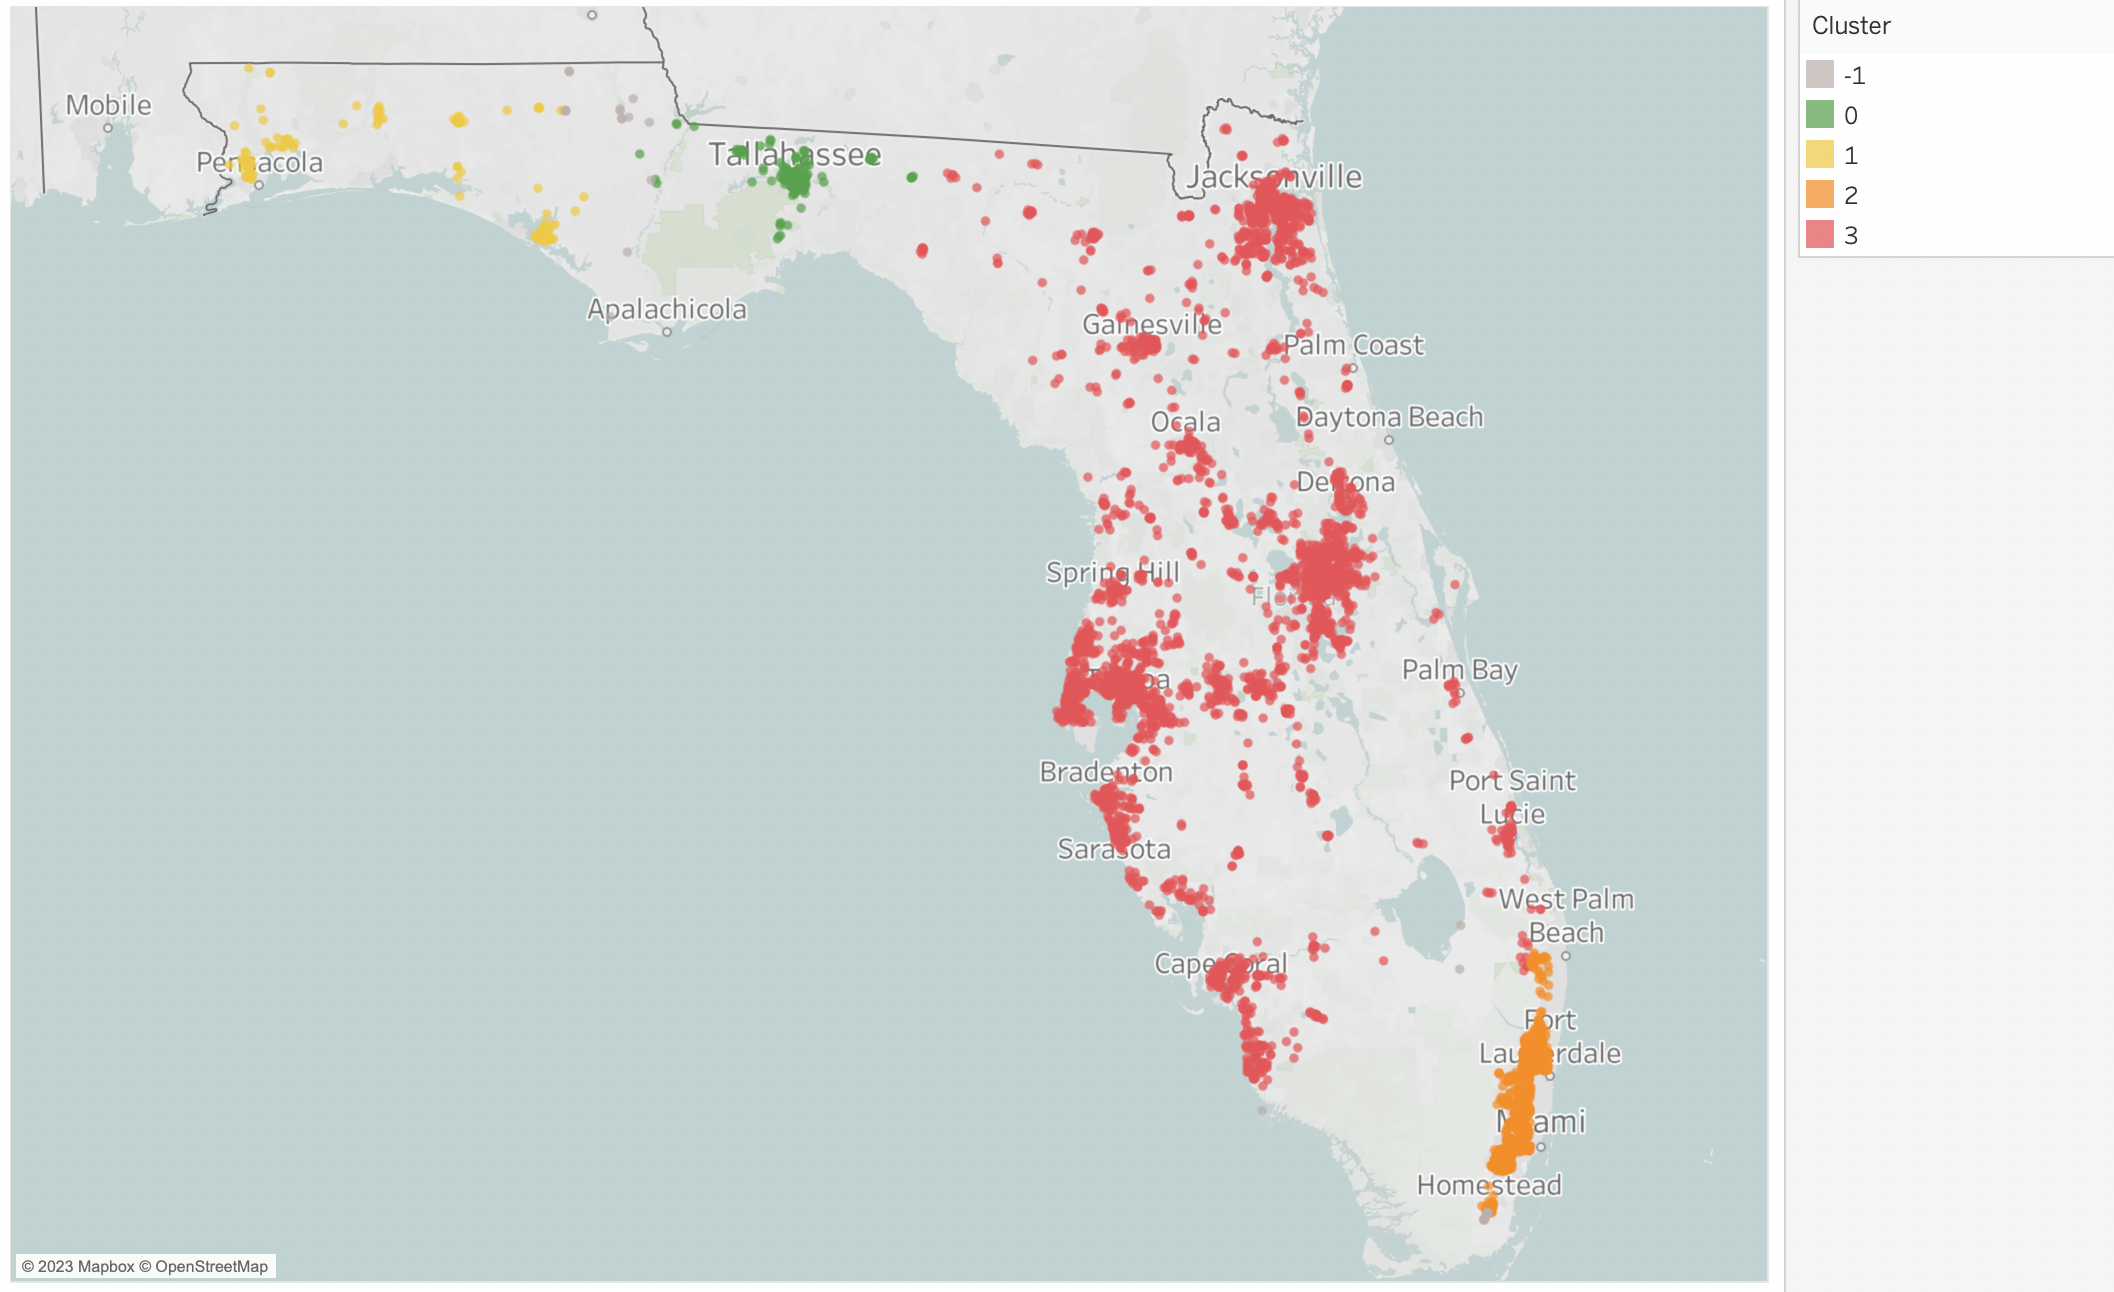 Cluster
-1
0
1
2
3
Mobile
Pensacola
Tallahassee
Jacksonville
Apalachicola
Gainesville
Palm Coast
Ocala
Daytona Beach
Deltona
Spring Hill
Florida
Tampa
Palm Bay
Bradenton
Port Saint
Lucie
Sarasota
West Palm
Beach
Cape Coral
Fort
Lauderdale
Miami
Homestead
© 2023 Mapbox © OpenStreetMap